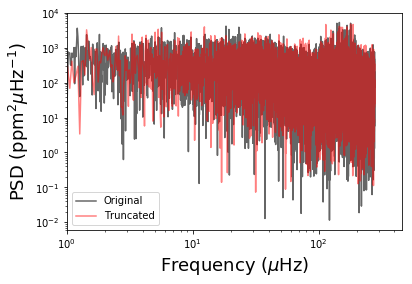 10⁴
10³
10²
10¹
10⁰
10⁻¹
10⁻²
PSD (ppm²μHz⁻¹)
Original
Truncated
10⁰
10¹
10²
Frequency (μHz)